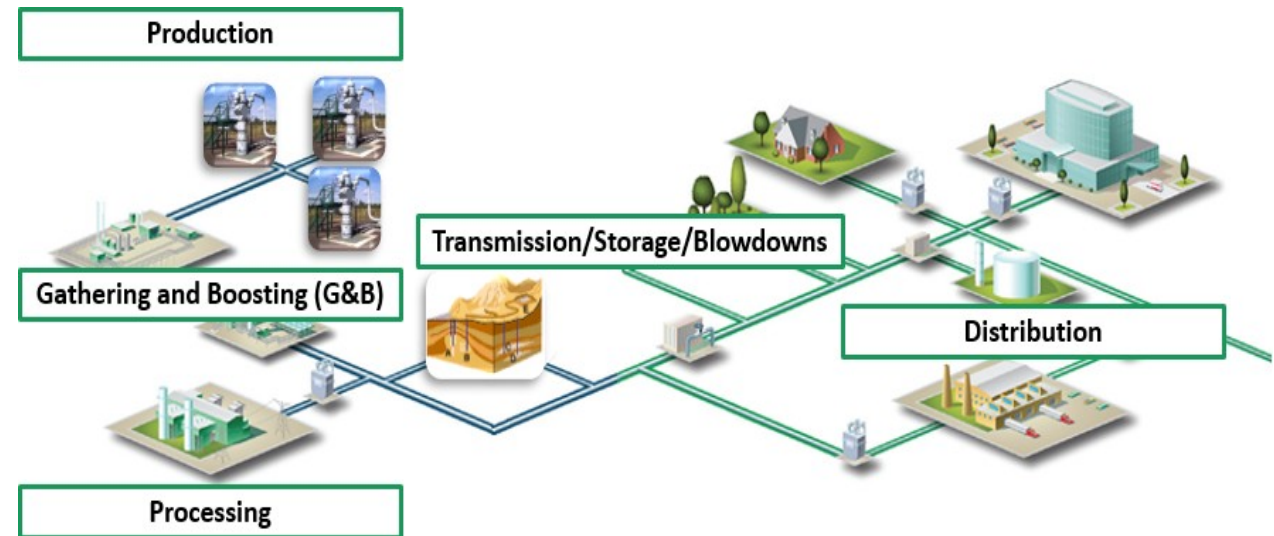 Production
Transmission/Storage/Blowdowns
Gathering and Boosting (G&B)
Distribution
Processing